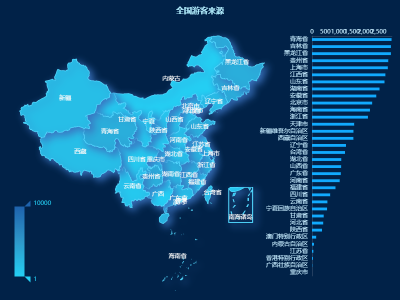 全国游客来源
0 500 1,000 1,500 2,000 2,500
青海省
吉林省
黑龙江省
贵州省
上海市
江西省
山东省
湖南省
安徽省
北京市
海南省
浙江省
天津市
新疆维吾尔自治区
西藏自治区
辽宁省
台湾省
湖北省
山西省
广东省
河南省
福建省
四川省
云南省
宁夏回族自治区
甘肃省
河北省
陕西省
澳门特别行政区
内蒙古自治区
江苏省
香港特别行政区
广西壮族自治区
重庆市
黑龙江省
内蒙古
新疆
吉林省
辽宁省
北京市
甘肃省
宁夏
山西省
山东省
青海省
陕西省
河南省
江苏省
西藏
安徽省
上海市
四川省
重庆市
湖北省
浙江省
贵州省
湖南省
江西省
云南省
福建省
广西
广东省
台湾省
南海诸岛
海南省
10000
1